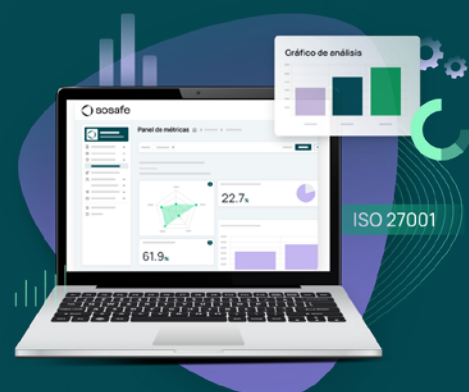 Gráfico de análisis
sosafe
Panel de métricas
22.7%
ISO 27001
61.9%